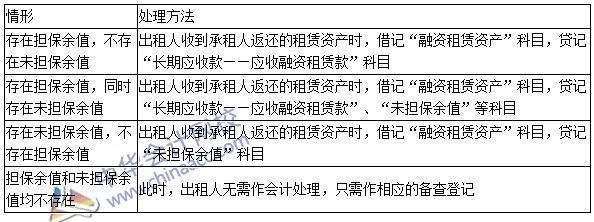 情形
处理方法
存在担保余值，不存
在未担保余值
出租人收到承租人返还的租赁资产时，借记“融资租赁资产”科目，贷记
“长期应收款——应收融资租赁款”科目
存在担保余值，同时
存在未担保余值
出租人收到承租人返还的租赁资产时，借记“融资租赁资产”科目，贷记
“长期应收款——应收融资租赁款”、“未担保余值”等科目
存在未担保余值，不
存在担保余值
出租人收到承租人返还的租赁资产时，借记“融资租赁资产”科目，贷记
“未担保余值”科目
担保余值和未担保余
值均不存在
此时，出租人无需作会计处理，只需作相应的备查登记
中华会计网校
www.chinaacc.com